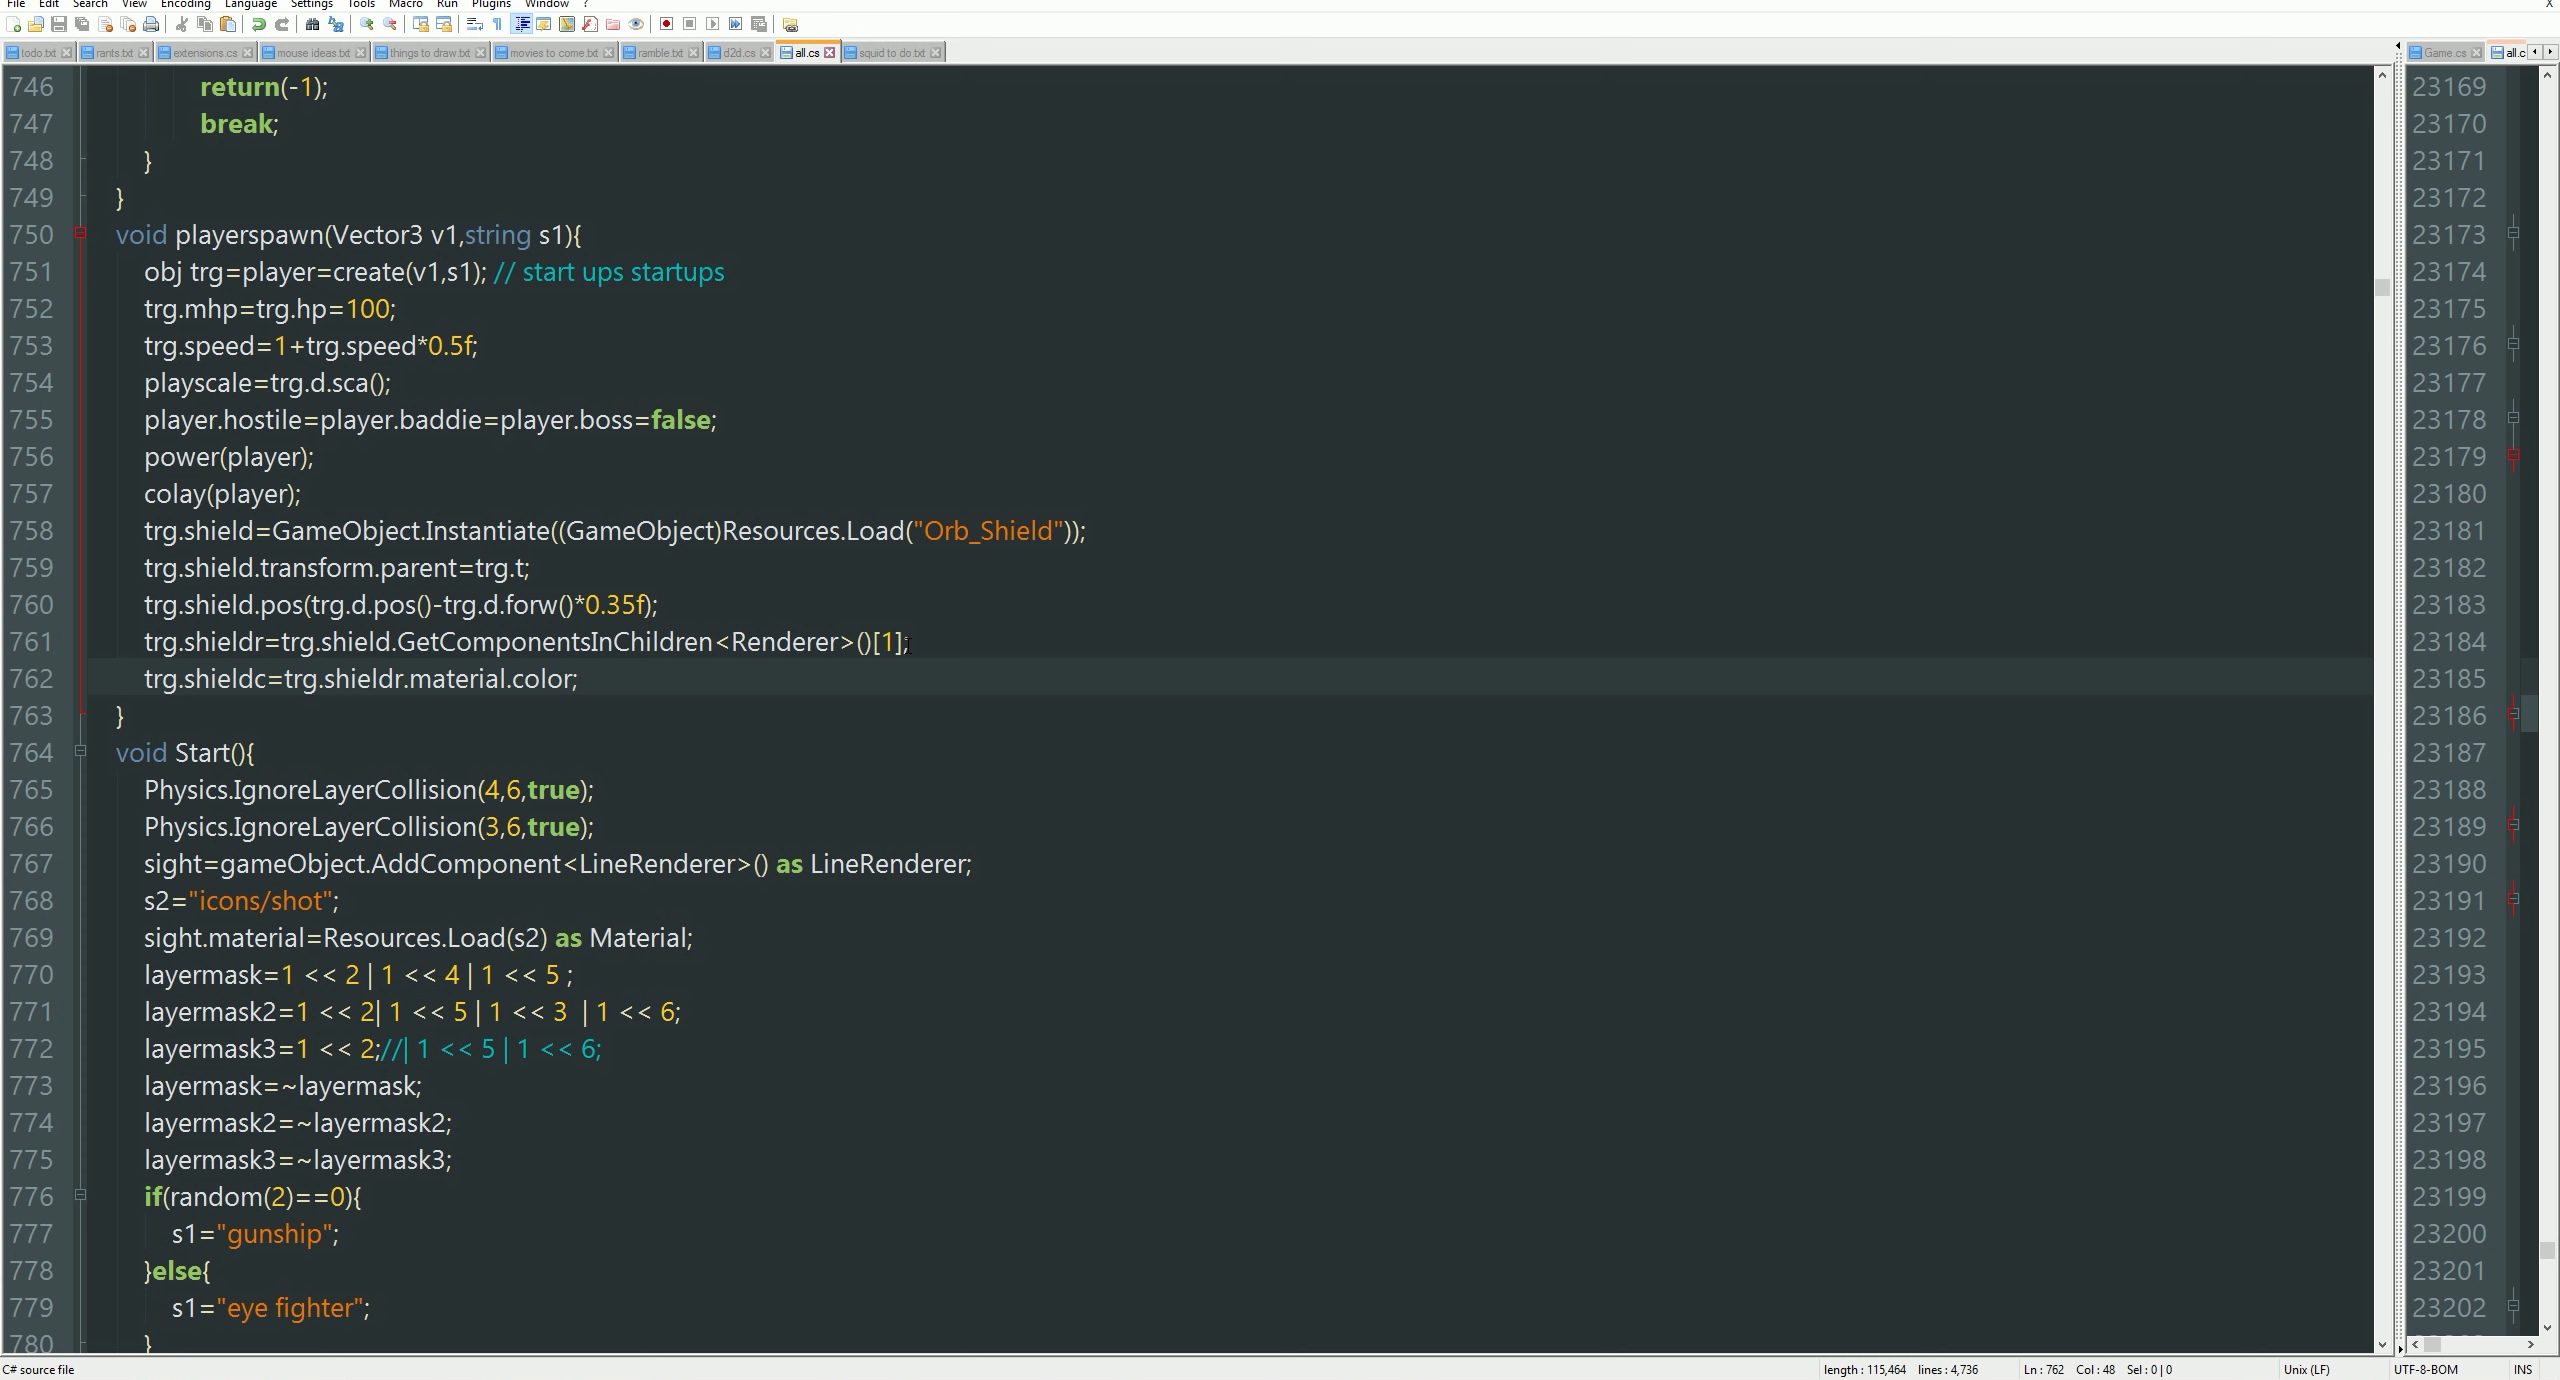 File Edit Search View Encoding Language Settings Tools Macro Run Plugins Window ? X
todo.txt rants.txt extensions.cs mouse ideas.txt things to draw.txt movies to come.txt ramble.txt d2d.cs all.cs squid to do.txt Game.cs all.c
746 return(-1);
747 break;
748 }
749 }
750 void playerspawn(Vector3 v1,string s1){
751 obj trg=player=create(v1,s1); // start ups startups
752 trg.mhp=trg.hp=100;
753 trg.speed=1+trg.speed*0.5f;
754 playscale=trg.d.sca();
755 player.hostile=player.baddie=player.boss=false;
756 power(player);
757 colay(player);
758 trg.shield=GameObject.Instantiate((GameObject)Resources.Load("Orb_Shield"));
759 trg.shield.transform.parent=trg.t;
760 trg.shield.pos(trg.d.pos()-trg.d.forw()*0.35f);
761 trg.shieldr=trg.shield.GetComponentsInChildren<Renderer>()[1];
762 trg.shieldc=trg.shieldr.material.color;
763 }
764 void Start(){
765 Physics.IgnoreLayerCollision(4,6,true);
766 Physics.IgnoreLayerCollision(3,6,true);
767 sight=gameObject.AddComponent<LineRenderer>() as LineRenderer;
768 s2="icons/shot";
769 sight.material=Resources.Load(s2) as Material;
770 layermask=1 << 2 | 1 << 4 | 1 << 5 ;
771 layermask2=1 << 2| 1 << 5 | 1 << 3 | 1 << 6;
772 layermask3=1 << 2;//| 1 << 5 | 1 << 6;
773 layermask=~layermask;
774 layermask2=~layermask2;
775 layermask3=~layermask3;
776 if(random(2)==0){
777 s1="gunship";
778 }else{
779 s1="eye fighter";
780 }
23169
23170
23171
23172
23173
23174
23175
23176
23177
23178
23179
23180
23181
23182
23183
23184
23185
23186
23187
23188
23189
23190
23191
23192
23193
23194
23195
23196
23197
23198
23199
23200
23201
23202
C# source file length : 115,464 lines : 4,736 Ln : 762 Col : 48 Sel : 0 | 0 Unix (LF) UTF-8-BOM INS